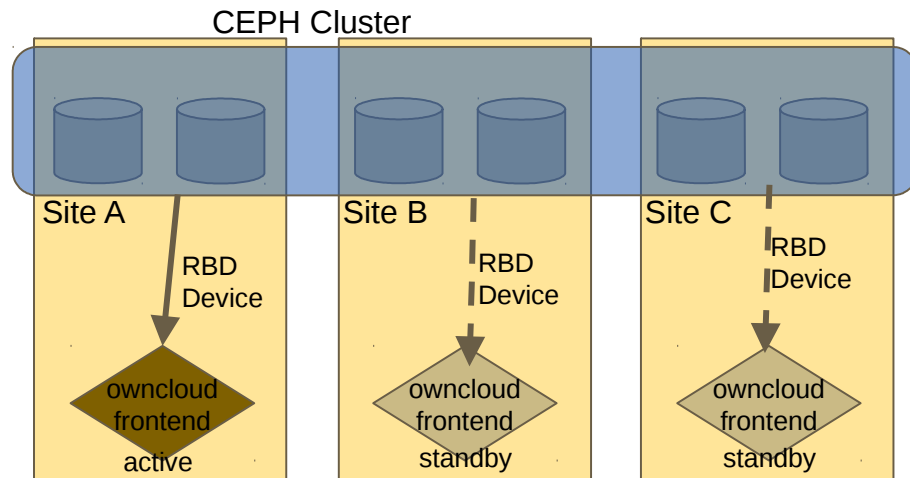 CEPH Cluster
Site A
Site B
Site C
RBD
Device
RBD
Device
RBD
Device
owncloud
frontend
active
owncloud
frontend
standby
owncloud
frontend
standby